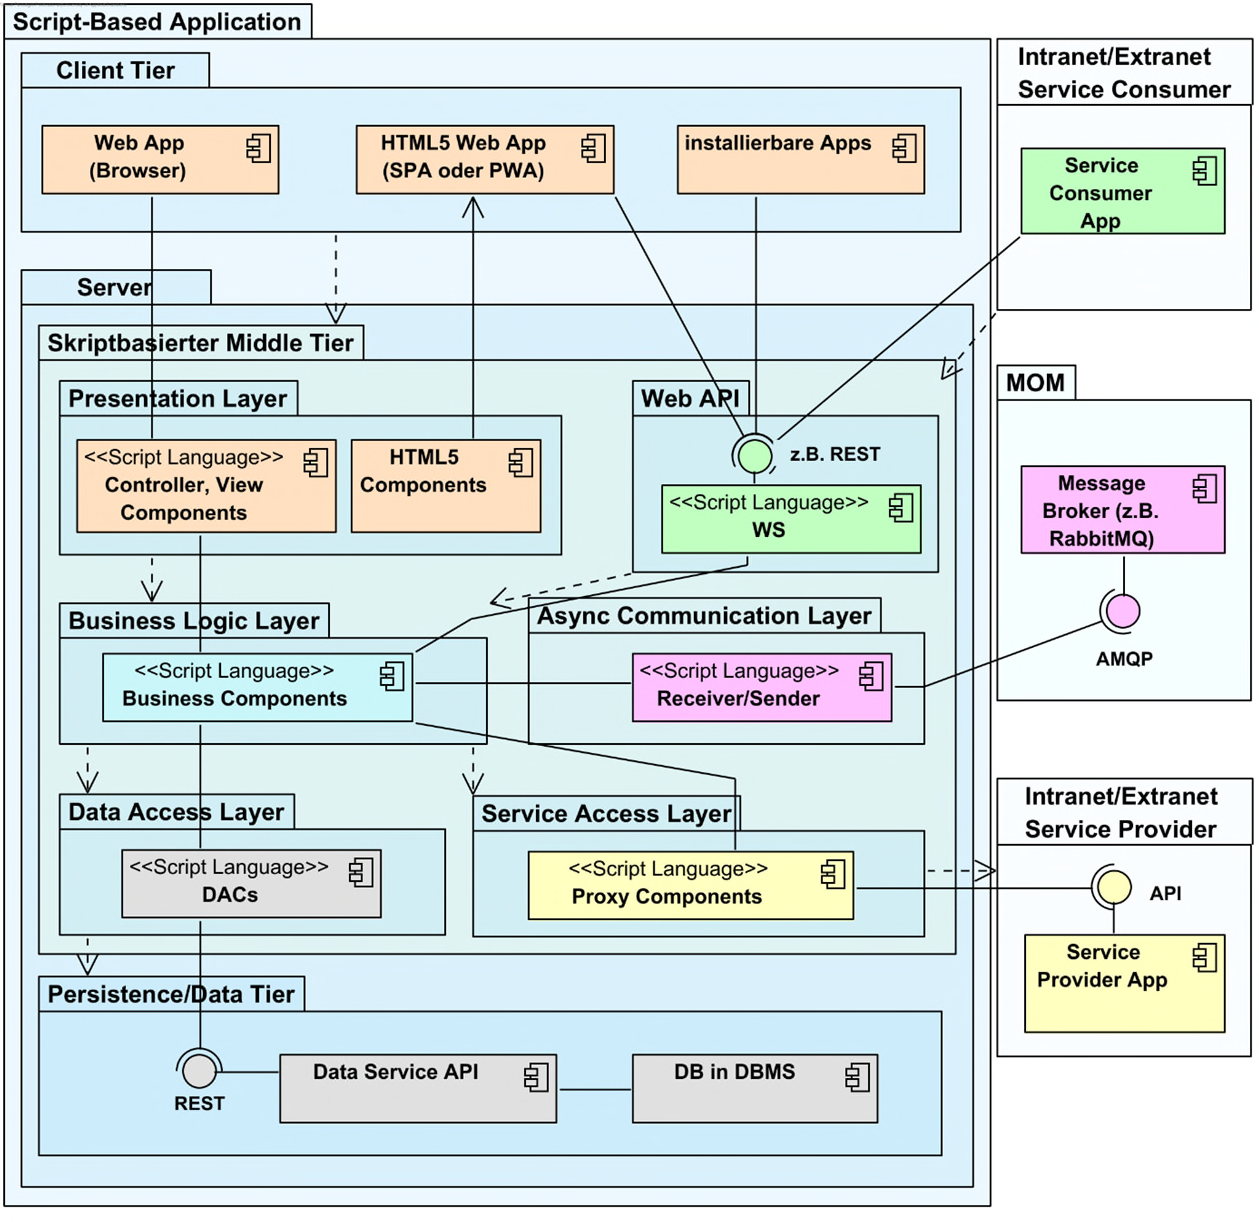 Script-Based Application
Client Tier
Web App
(Browser)
HTML5 Web App
(SPA oder PWA)
installierbare Apps
Intranet/Extranet
Service Consumer
Service
Consumer
App
Server
Skriptbasierter Middle Tier
Presentation Layer
<<Script Language>>
Controller, View
Components
HTML5
Components
Web API
z.B. REST
<<Script Language>>
WS
MOM
Message
Broker (z.B.
RabbitMQ)
AMQP
Business Logic Layer
<<Script Language>>
Business Components
Async Communication Layer
<<Script Language>>
Receiver/Sender
Data Access Layer
<<Script Language>>
DACs
Service Access Layer
<<Script Language>>
Proxy Components
Intranet/Extranet
Service Provider
API
Service
Provider App
Persistence/Data Tier
REST
Data Service API
DB in DBMS